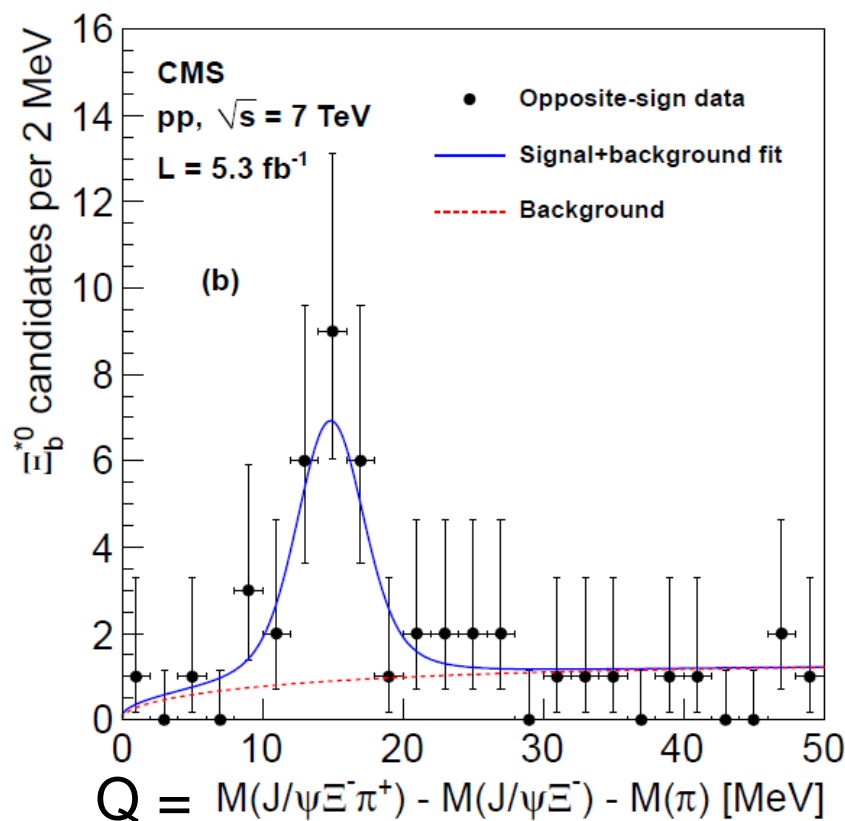 Ξb*0 candidates per 2 MeV
16
14
12
10
8
6
4
2
0
CMS
pp, √s = 7 TeV
L = 5.3 fb-1
(b)
Opposite-sign data
Signal+background fit
Background
0 10 20 30 40 50
Q = M(J/ψΞ-π+) - M(J/ψΞ-) - M(π) [MeV]